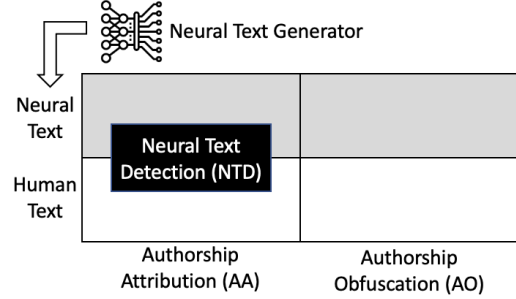 Neural Text Generator
Neural
Text
Neural Text
Detection (NTD)
Human
Text
Authorship
Attribution (AA)
Authorship
Obfuscation (AO)